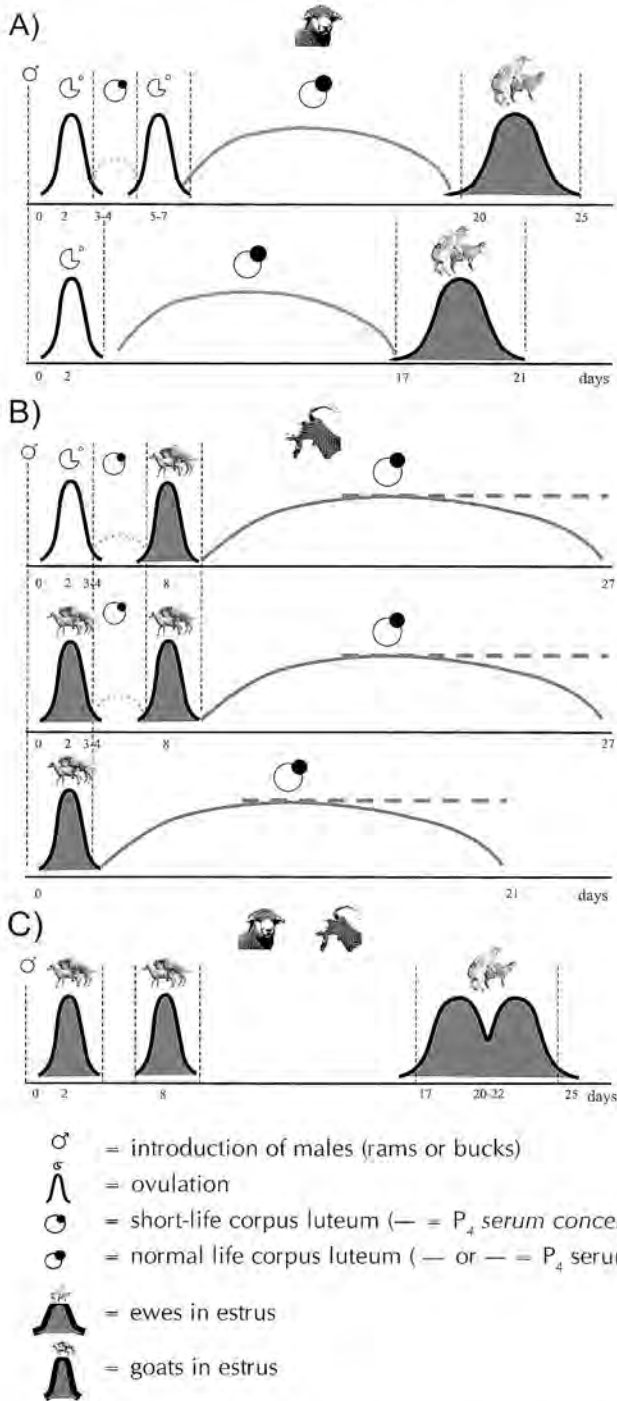 A)
♂
0 2 3-4 5-7 20 25
0 2 17 21 days
B)
♂
0 2 3-4 8 27
0 2 3-4 8 27
0 21 days
C)
♂
0 2 8 17 20-22 25 days
♂ = introduction of males (rams or bucks)
= ovulation
= short-life corpus luteum (— = P₄ serum conce
= normal life corpus luteum ( — or — = P₄ seru
= ewes in estrus
= goats in estrus